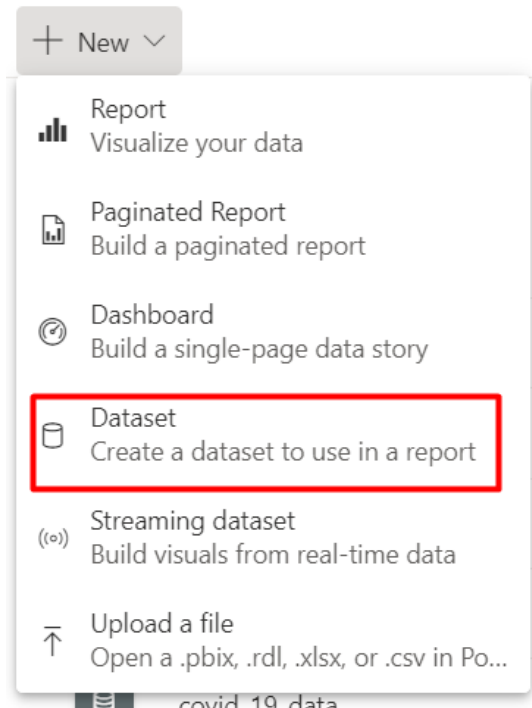 New
Report
Visualize your data
Paginated Report
Build a paginated report
Dashboard
Build a single-page data story
Dataset
Create a dataset to use in a report
Streaming dataset
Build visuals from real-time data
Upload a file
Open a .pbix, .rdl, .xlsx, or .csv in Po...
covid_19_data